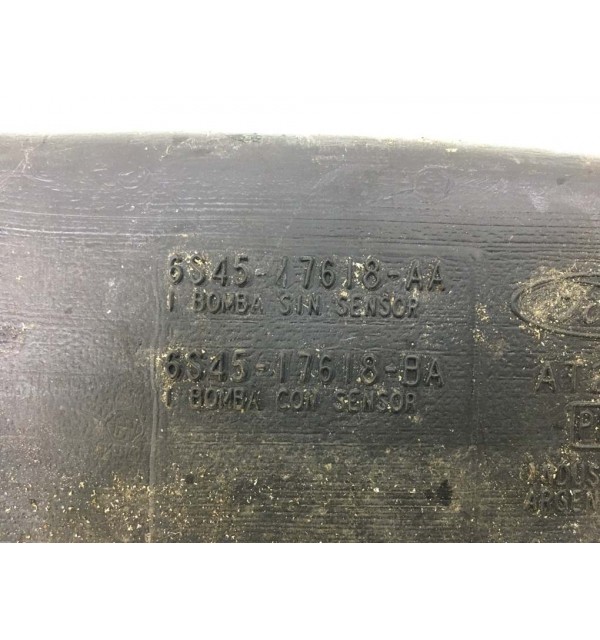 6S45-17618-AA
1 BOMBA SIN SENSOR
6S45-17618-BA
1 BOMBA CON SENSOR